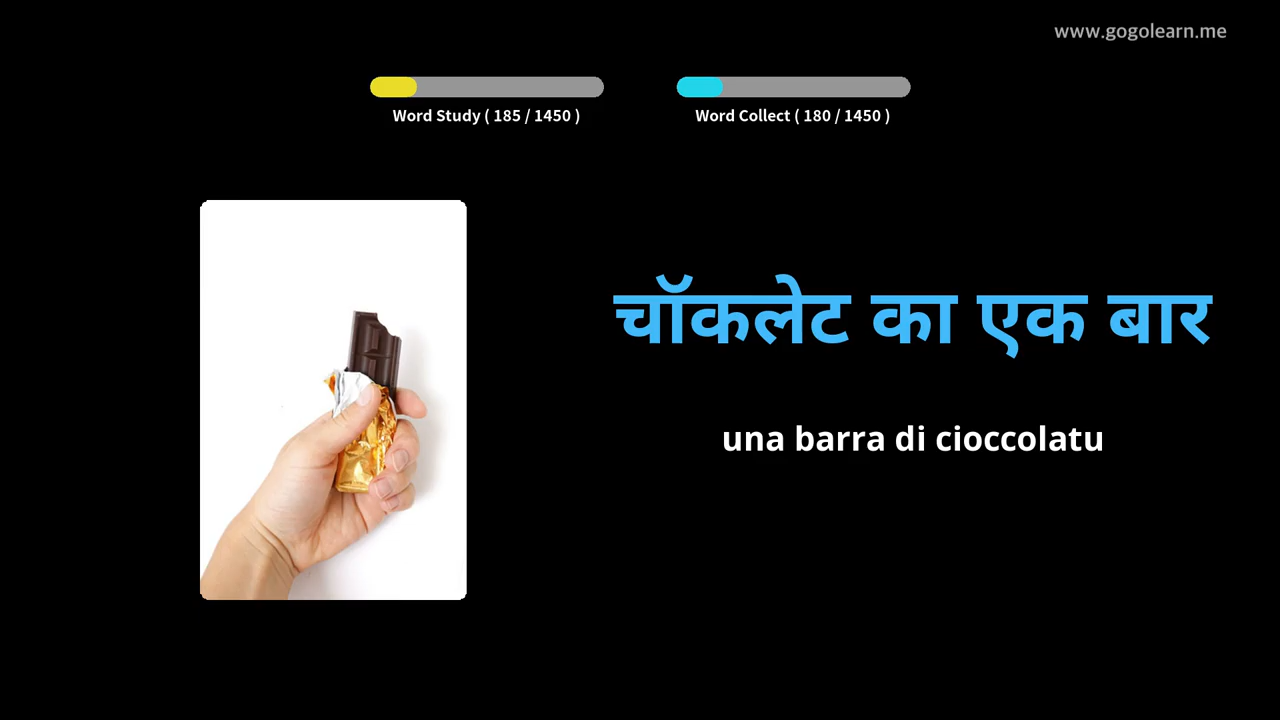 www.gogolearn.me
Word Study ( 185 / 1450 )
Word Collect ( 180 / 1450 )
चॉकलेट का एक बार
una barra di cioccolatu